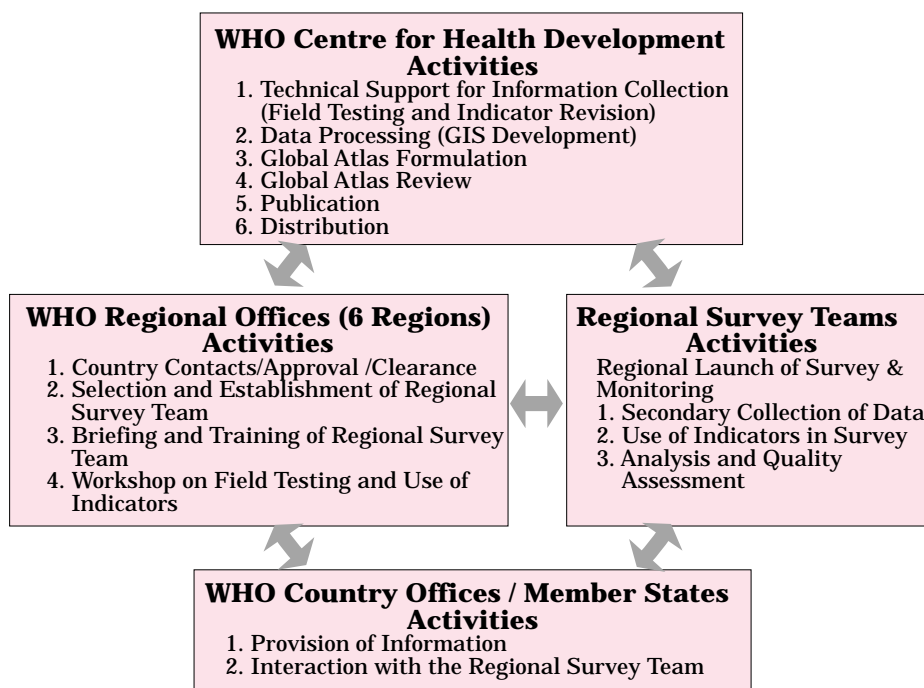 WHO Centre for Health Development
Activities
1. Technical Support for Information Collection
(Field Testing and Indicator Revision)
2. Data Processing (GIS Development)
3. Global Atlas Formulation
4. Global Atlas Review
5. Publication
6. Distribution
WHO Regional Offices (6 Regions)
Activities
1. Country Contacts/Approval /Clearance
2. Selection and Establishment of Regional
Survey Team
3. Briefing and Training of Regional Survey
Team
4. Workshop on Field Testing and Use of
Indicators
Regional Survey Teams
Activities
Regional Launch of Survey &
Monitoring
1. Secondary Collection of Data
2. Use of Indicators in Survey
3. Analysis and Quality
Assessment
WHO Country Offices / Member States
Activities
1. Provision of Information
2. Interaction with the Regional Survey Team